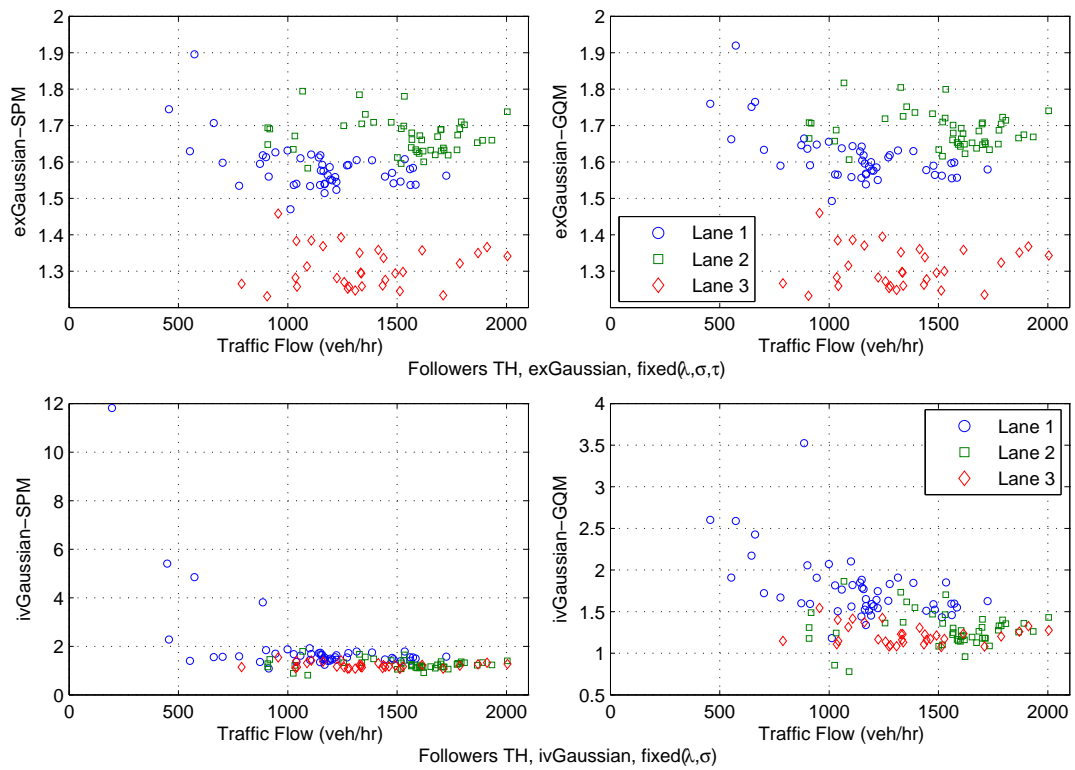 2
1.9
1.8
1.7
1.6
1.5
1.4
1.3
0 500 1000 1500 2000
exGaussian−SPM
Traffic Flow (veh/hr)
2
1.9
1.8
1.7
1.6
1.5
1.4
1.3
0 500 1000 1500 2000
exGaussian−GQM
Traffic Flow (veh/hr)
Lane 1
Lane 2
Lane 3
Followers TH, exGaussian, fixed(λ,σ,τ)
12
10
8
6
4
2
0
0 500 1000 1500 2000
ivGaussian−SPM
Traffic Flow (veh/hr)
4
3.5
3
2.5
2
1.5
1
0.5
0 500 1000 1500 2000
ivGaussian−GQM
Traffic Flow (veh/hr)
Lane 1
Lane 2
Lane 3
Followers TH, ivGaussian, fixed(λ,σ)